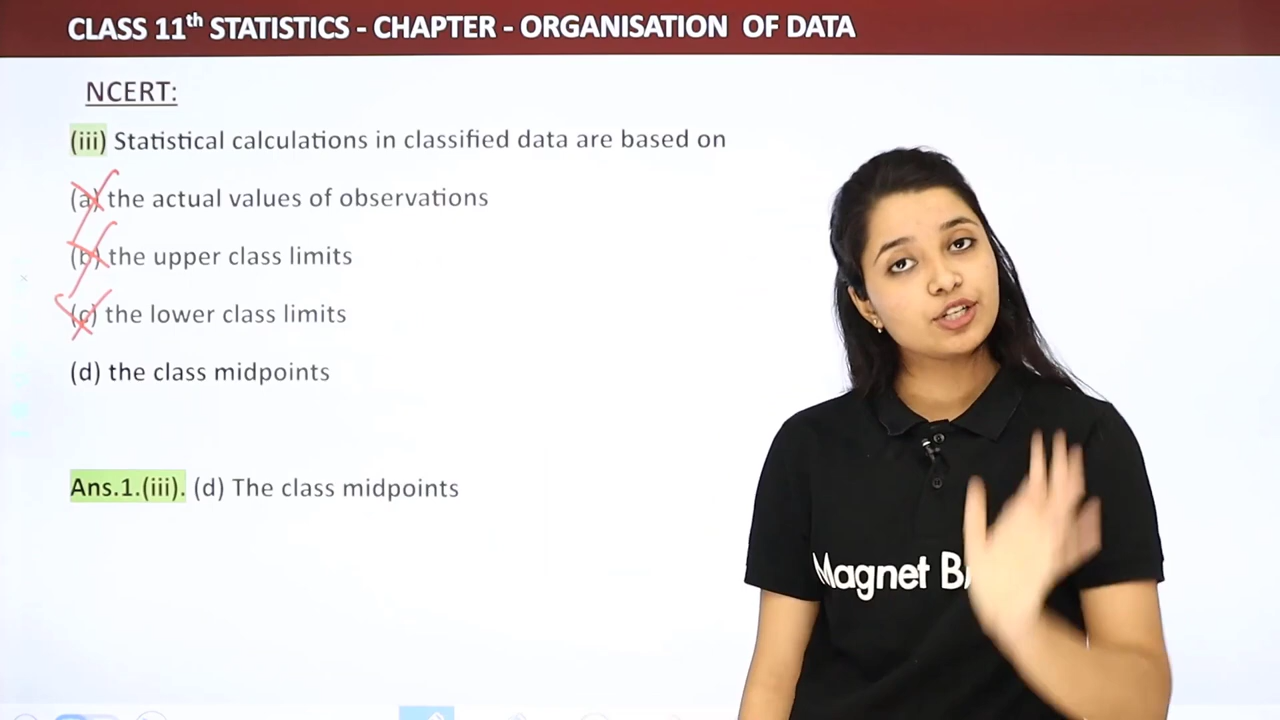 CLASS 11th STATISTICS - CHAPTER - ORGANISATION OF DATA
NCERT:
(iii) Statistical calculations in classified data are based on
(a) the actual values of observations
(b) the upper class limits
(c) the lower class limits
(d) the class midpoints
Ans.1.(iii). (d) The class midpoints
Magnet